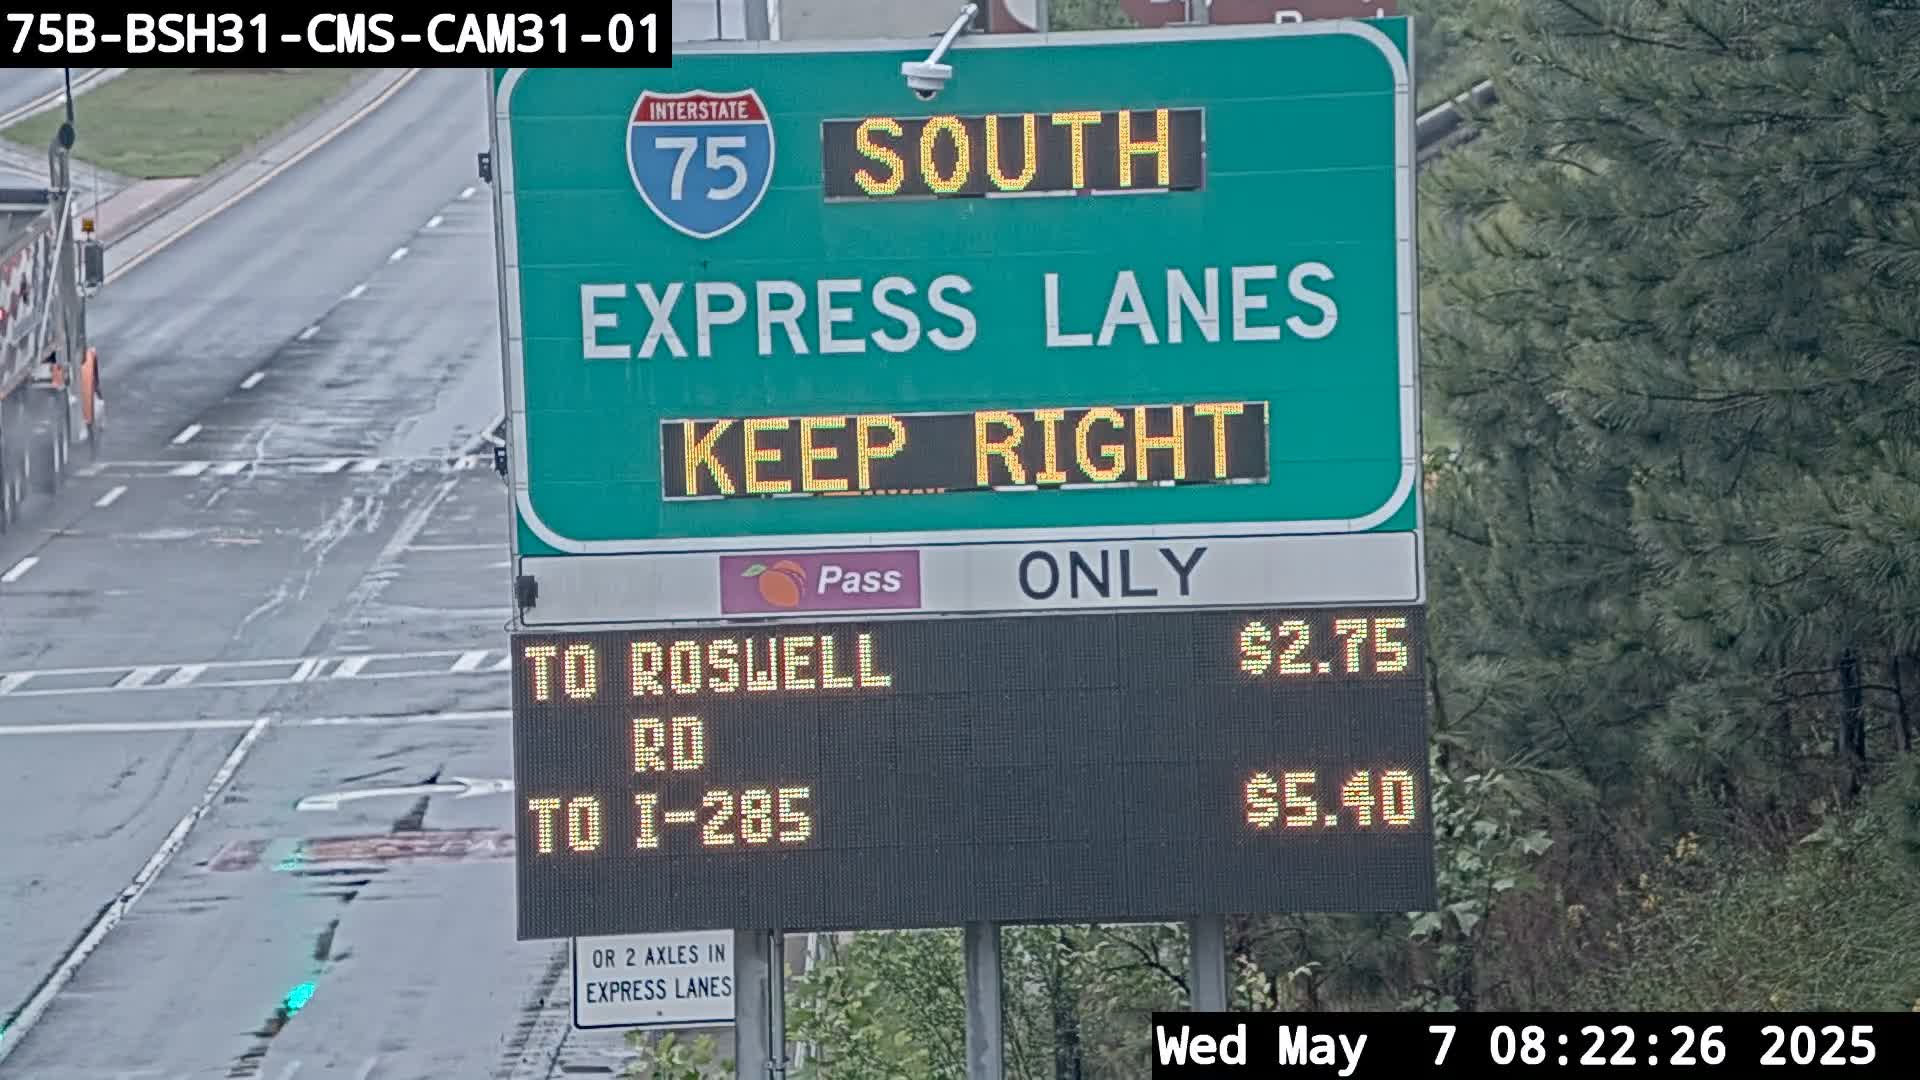 75B-BSH31-CMS-CAM31-01
INTERSTATE
75
SOUTH
EXPRESS LANES
KEEP RIGHT
Pass ONLY
TO ROSWELL $2.75
RD
TO I-285 $5.40
OR 2 AXLES IN
EXPRESS LANES
Wed May 7 08:22:26 2025